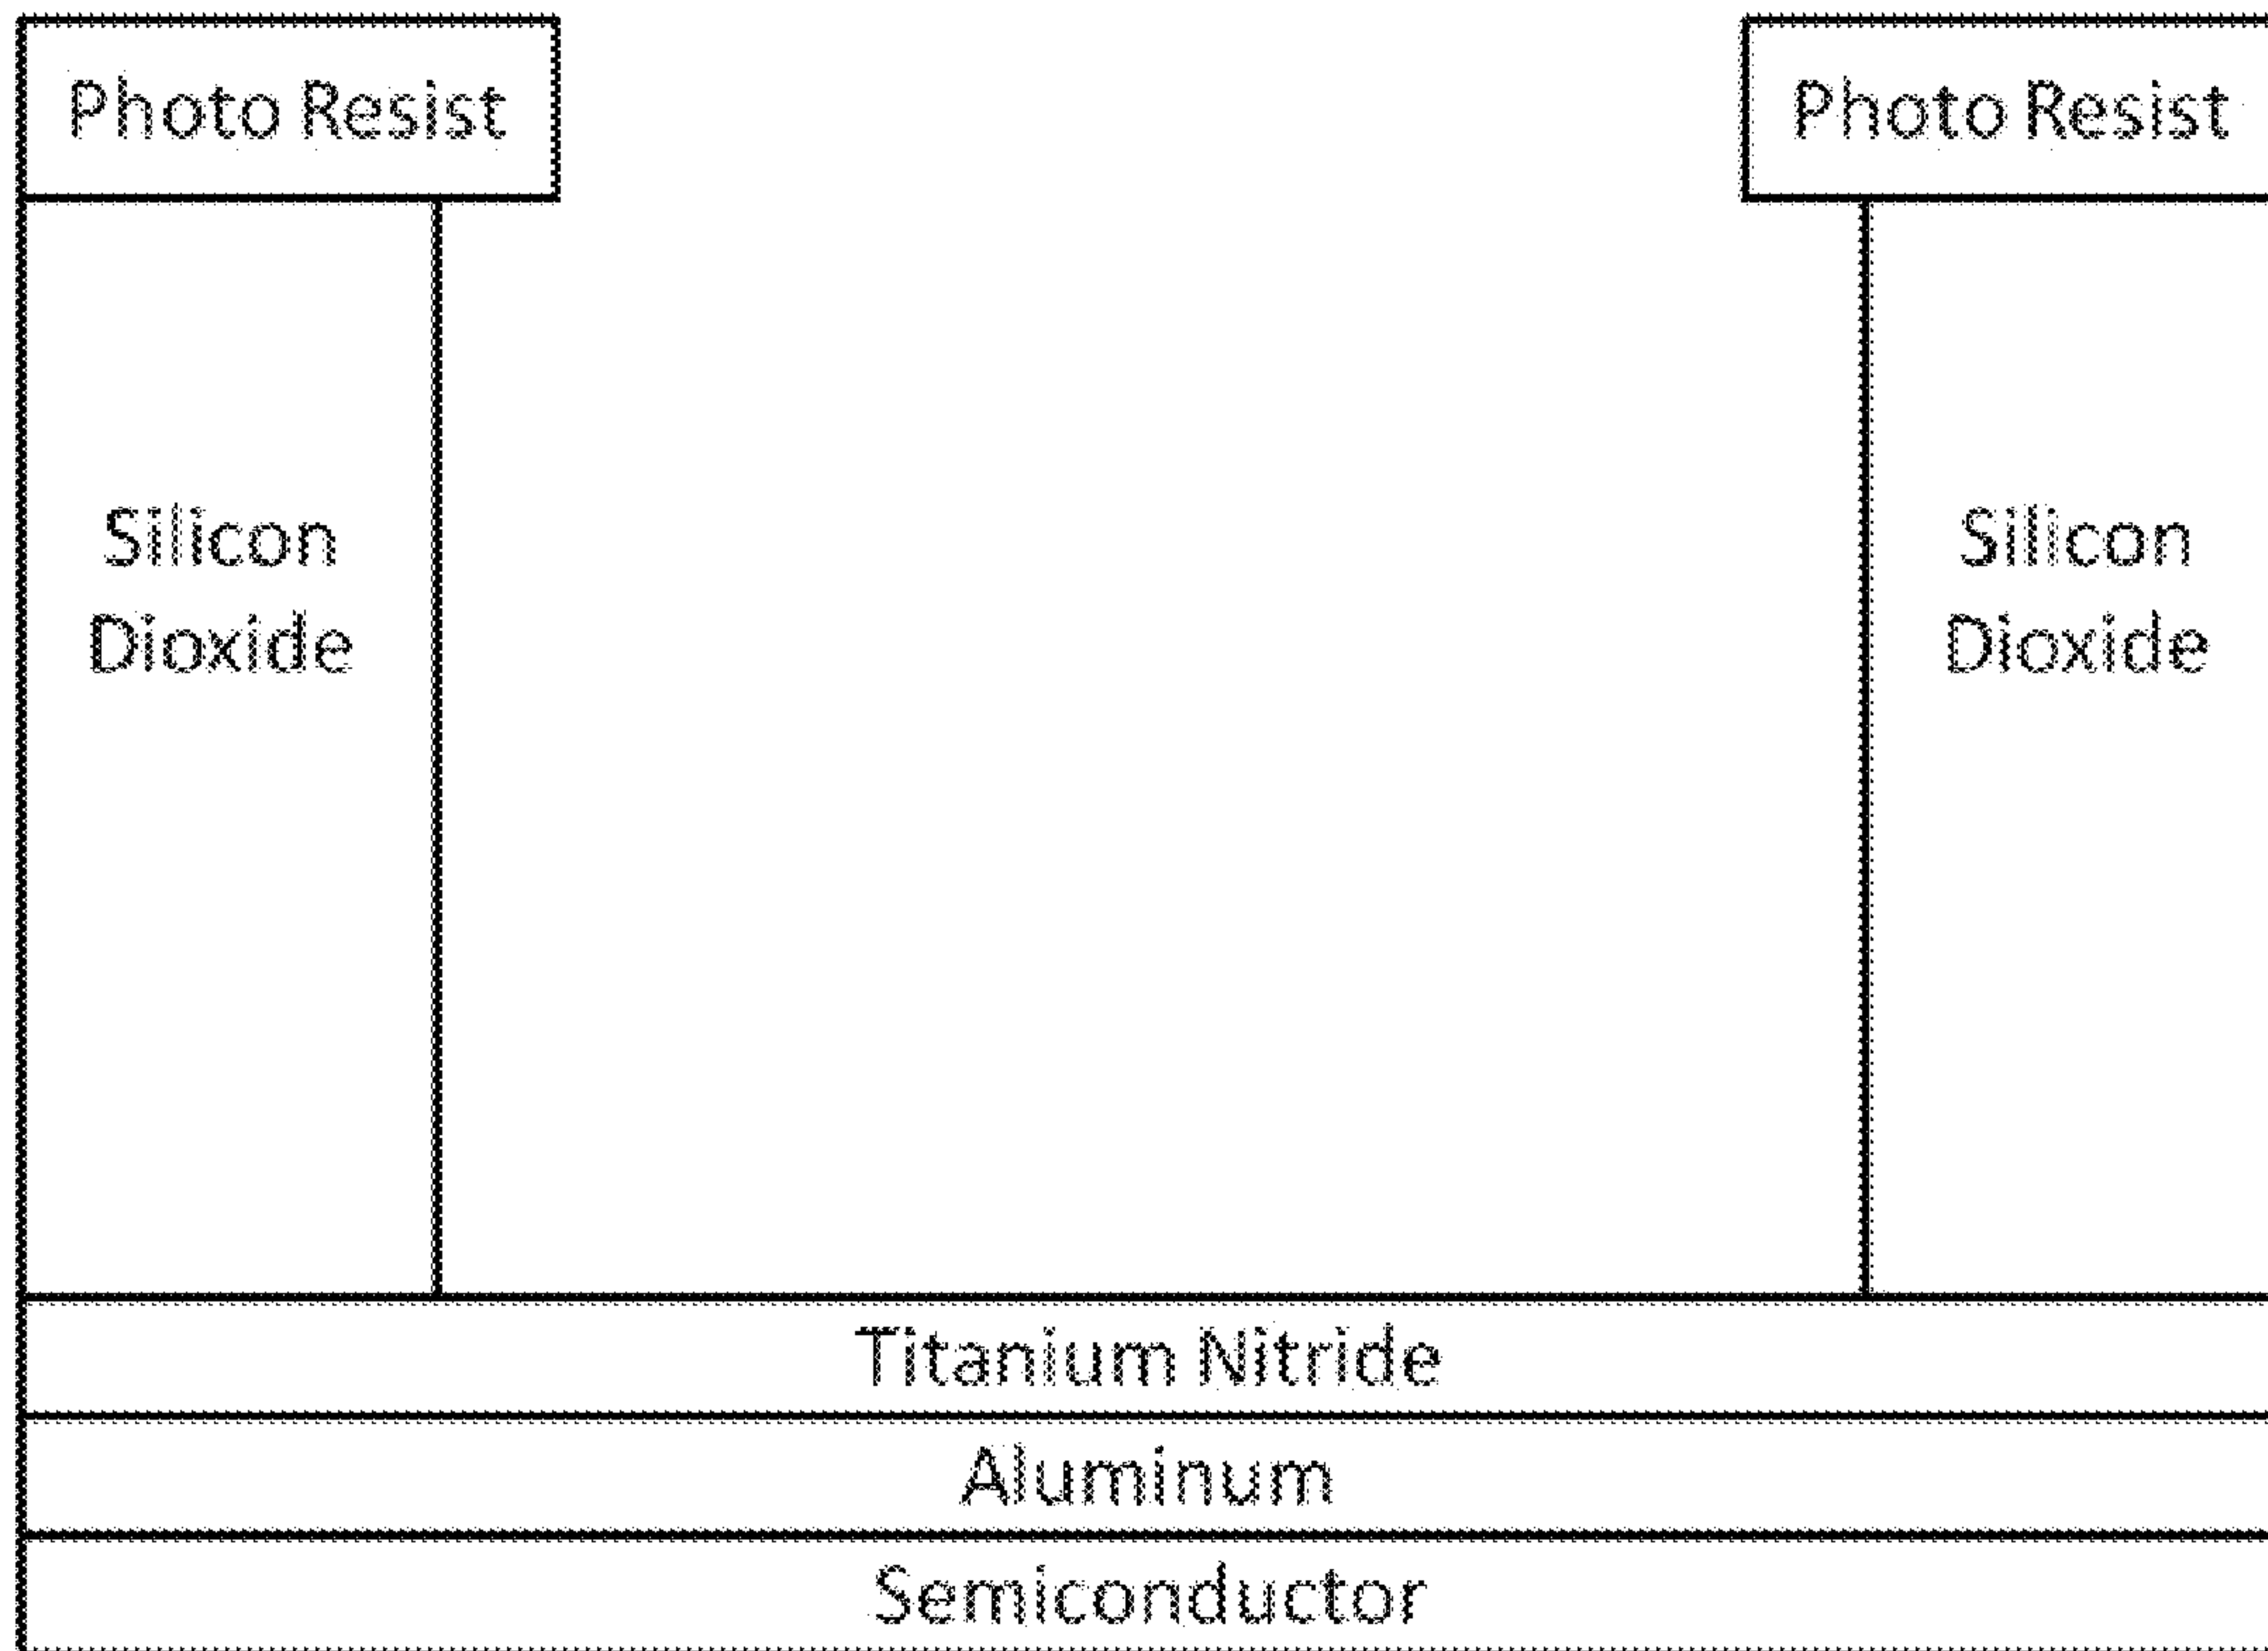 Photo Resist
Photo Resist
Silicon
Dioxide
Silicon
Dioxide
Titanium Nitride
Aluminum
Semiconductor